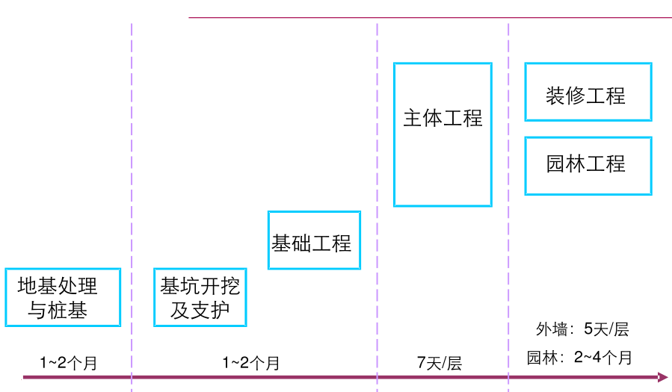 主体工程
装修工程
园林工程
基础工程
地基处理
与桩基
基坑开挖
及支护
外墙：5天/层
园林：2~4个月
1~2个月
1~2个月
7天/层